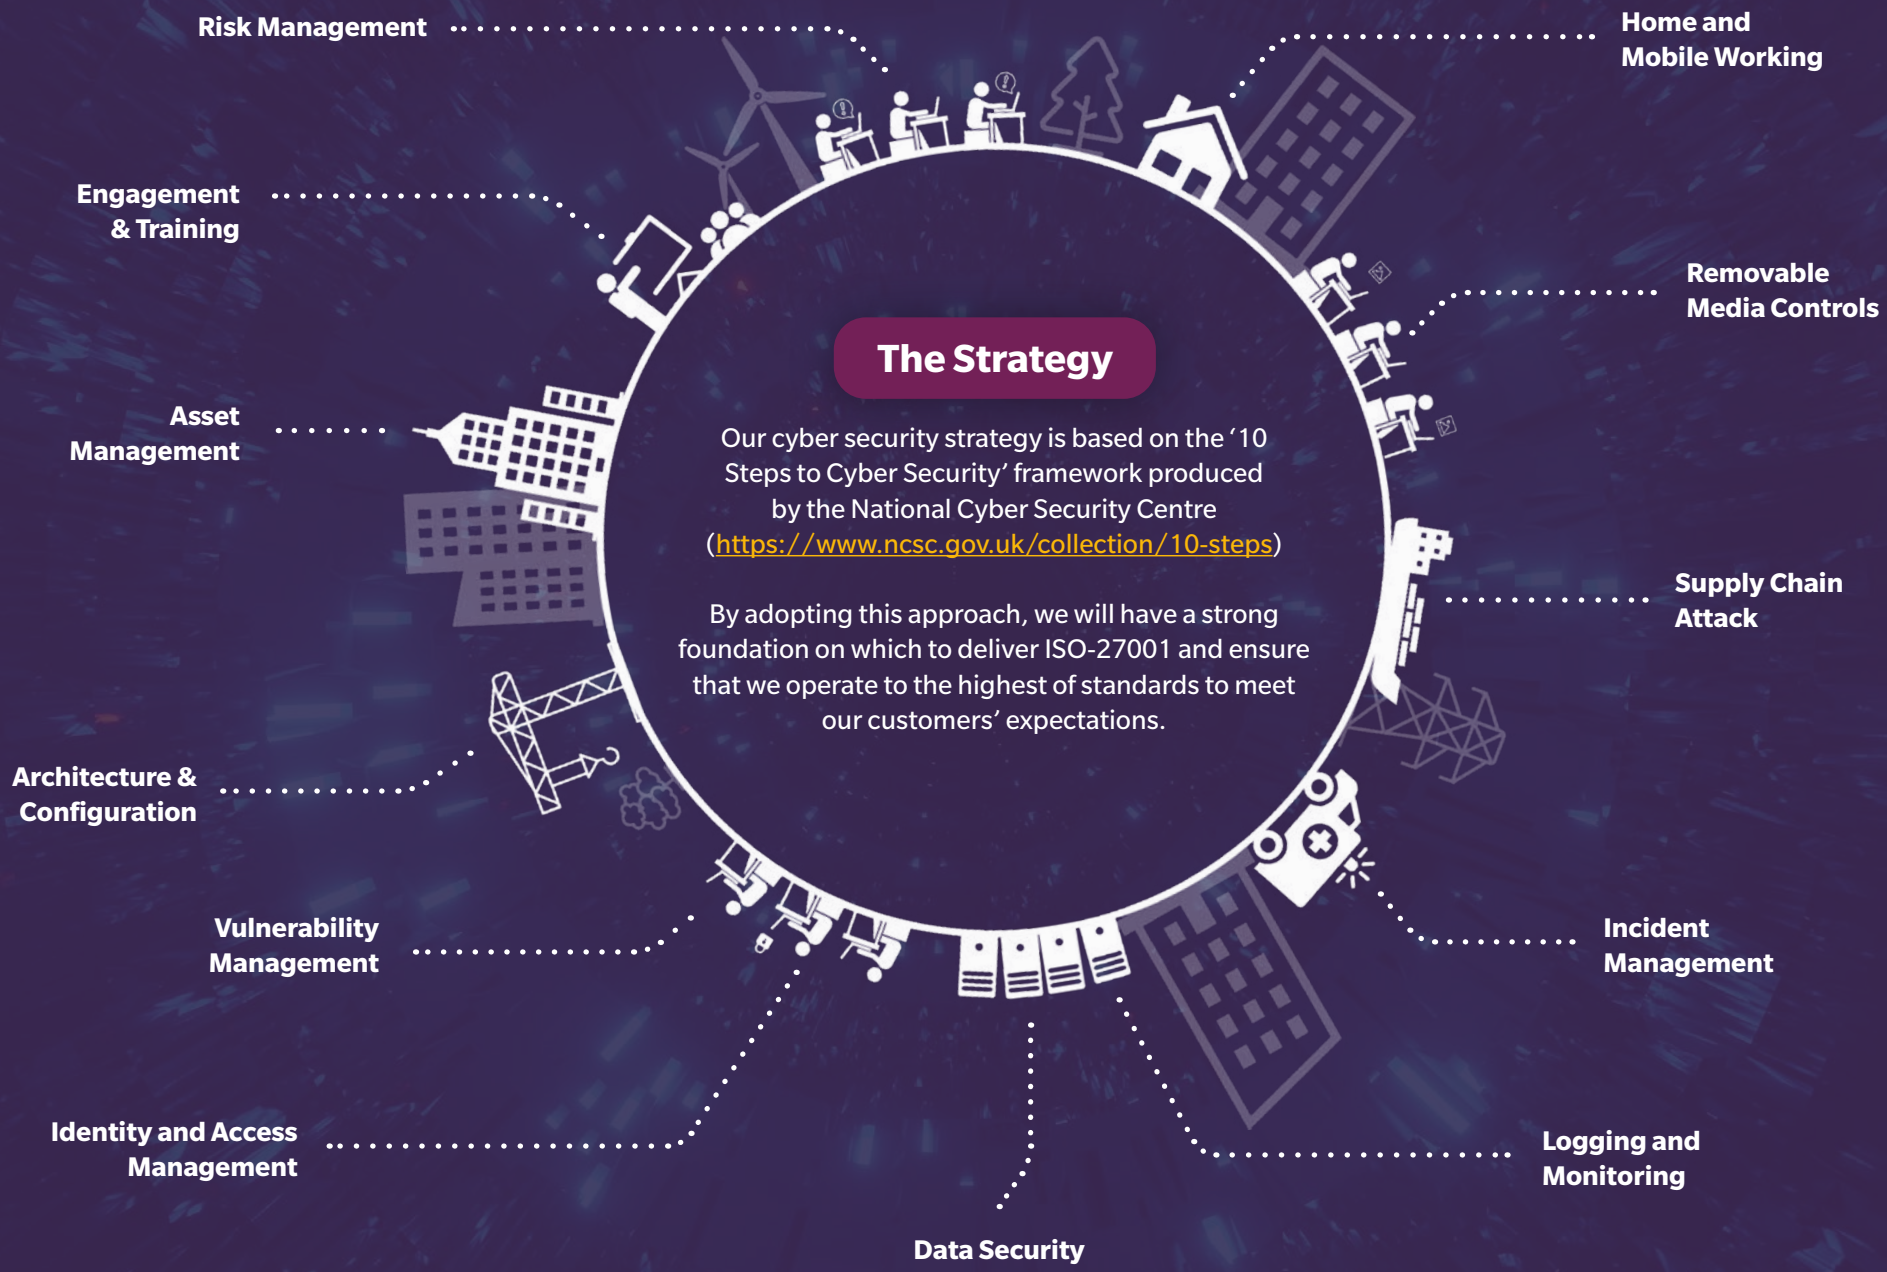 Risk Management
Home and
Mobile Working
Engagement
& Training
Removable
Media Controls
The Strategy
Asset
Management
Our cyber security strategy is based on the ‘10
Steps to Cyber Security’ framework produced
by the National Cyber Security Centre
(https://www.ncsc.gov.uk/collection/10-steps)
By adopting this approach, we will have a strong
foundation on which to deliver ISO-27001 and ensure
that we operate to the highest of standards to meet
our customers’ expectations.
Supply Chain
Attack
Architecture &
Configuration
Vulnerability
Management
Incident
Management
Identity and Access
Management
Logging and
Monitoring
Data Security